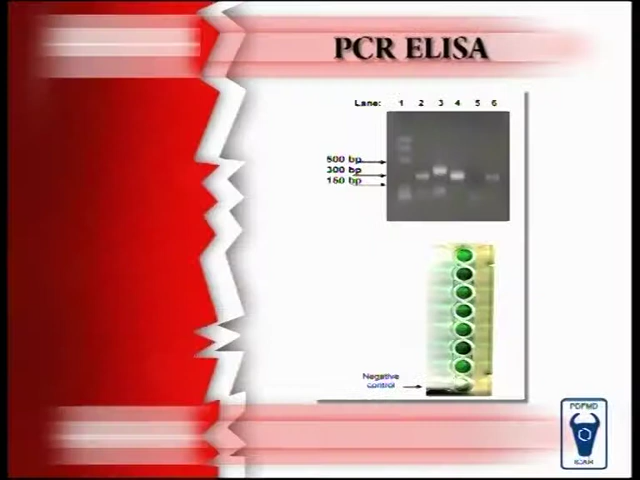 PCR ELISA
Lane: 1 2 3 4 5 6
500 bp
300 bp
150 bp
Negative
control
PDFMD
ICAR